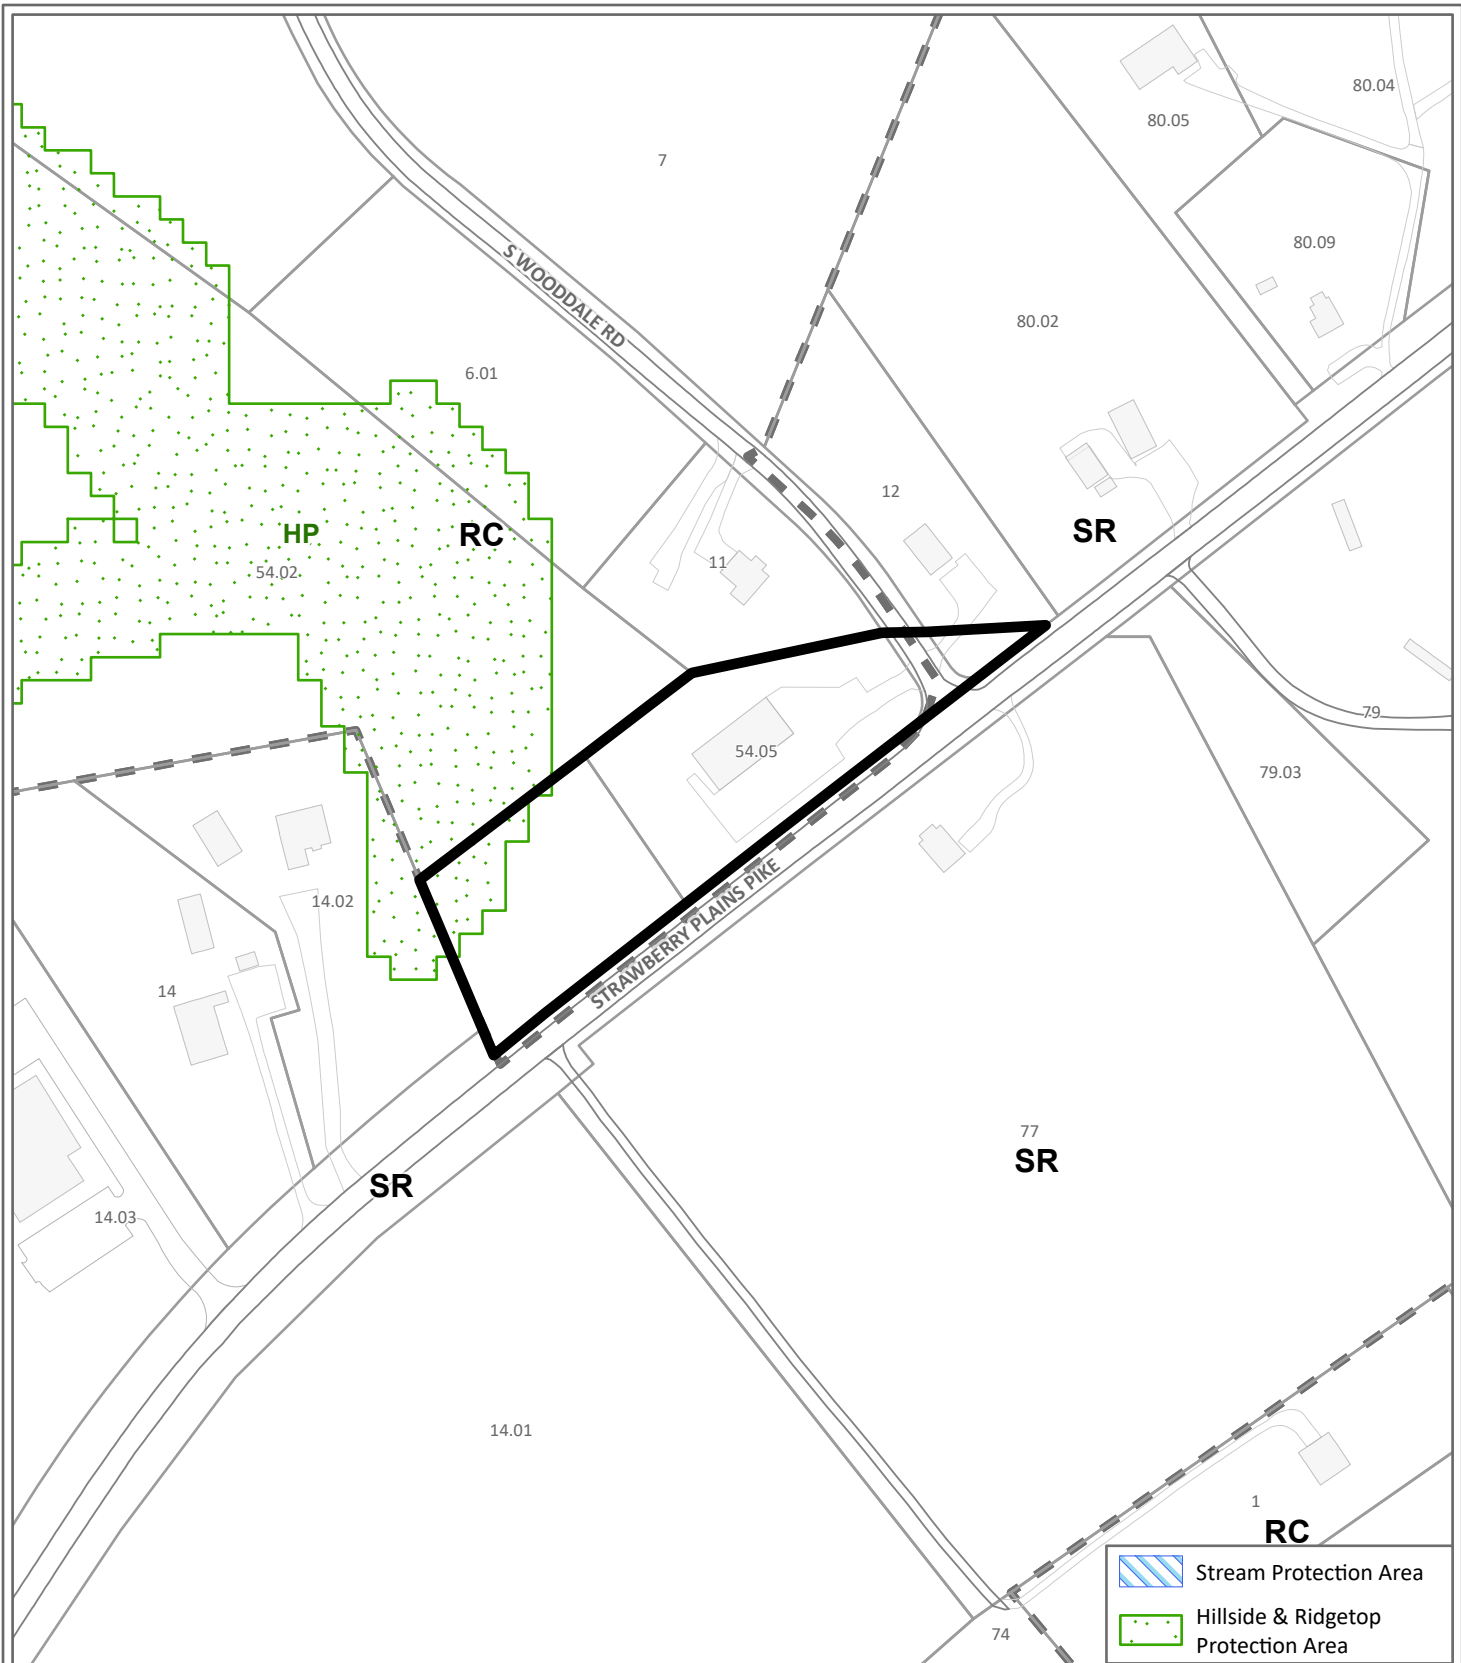 80.04
80.05
7
80.09
S WOODDALE RD
80.02
6.01
12
SR
HP
RC
11
54.02
79
54.05
79.03
14.02
STRAWBERRY PLAINS PIKE
14
77
SR
SR
14.03
14.01
1
RC
Stream Protection Area
Hillside & Ridgetop
Protection Area
74